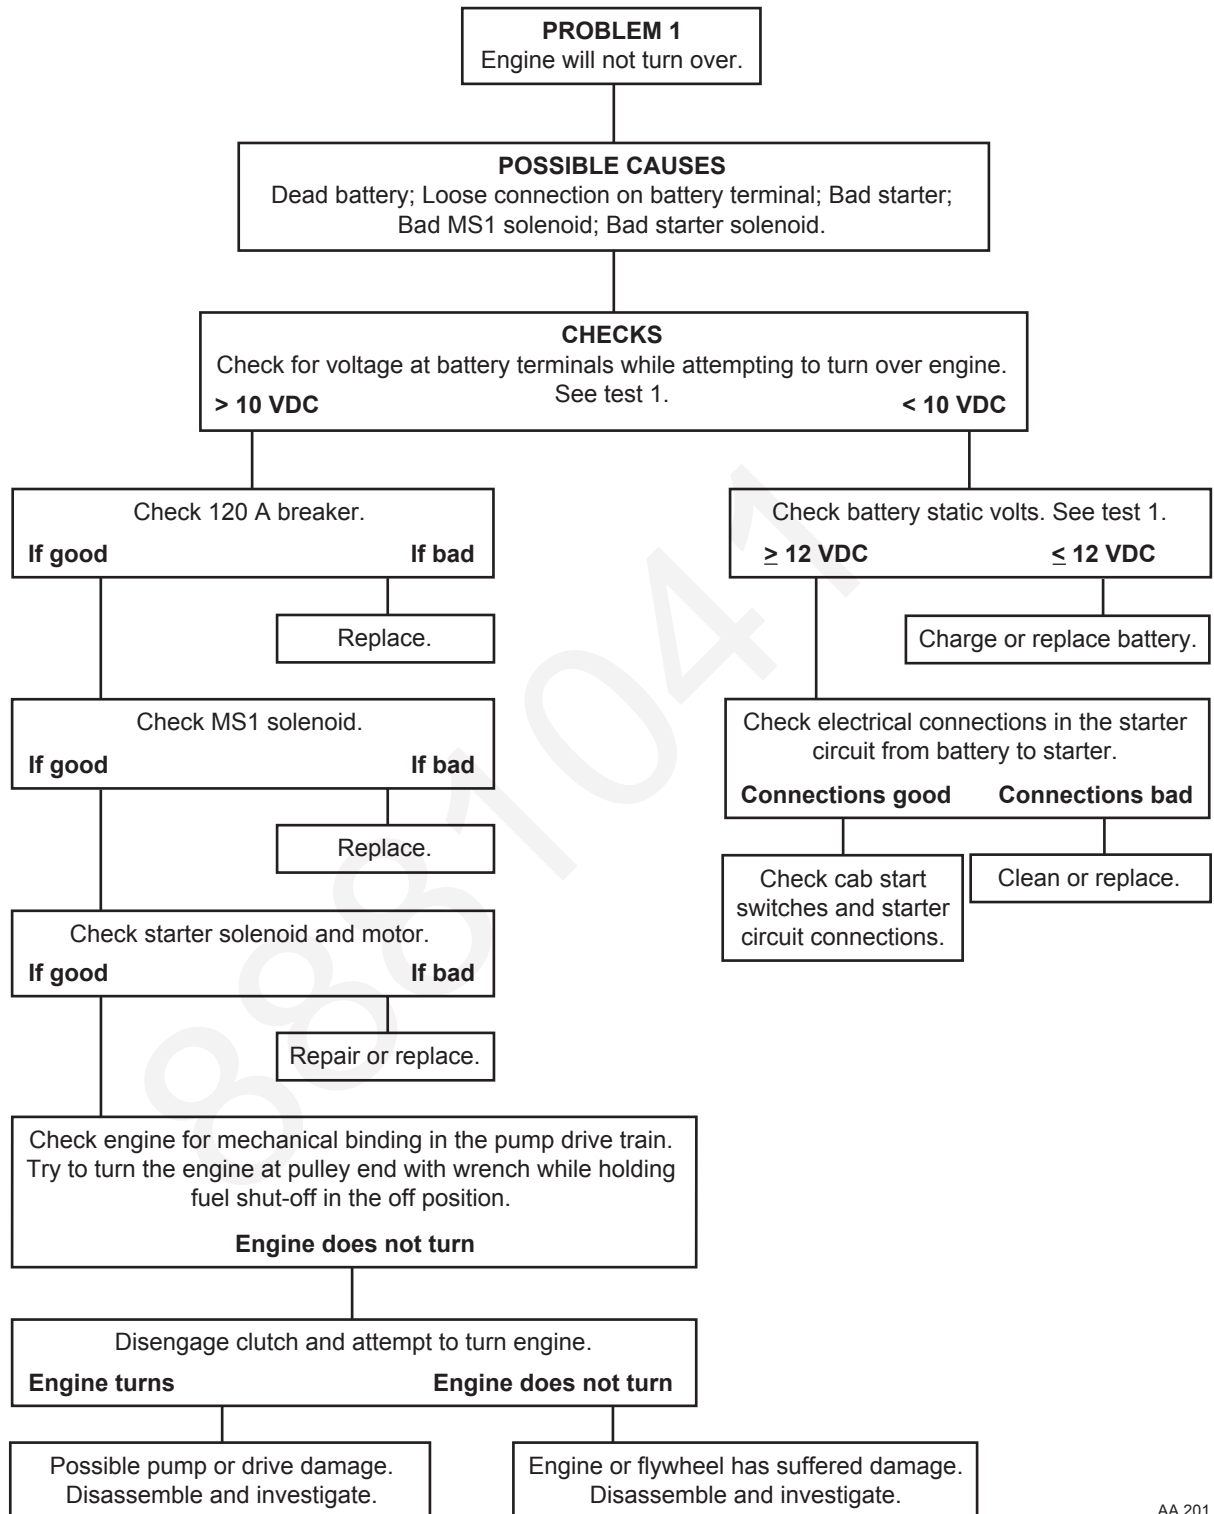 PROBLEM 1
Engine will not turn over.
POSSIBLE CAUSES
Dead battery; Loose connection on battery terminal; Bad starter;
Bad MS1 solenoid; Bad starter solenoid.
CHECKS
Check for voltage at battery terminals while attempting to turn over engine.
See test 1.
> 10 VDC
< 10 VDC
Check 120 A breaker.
If good
If bad
Replace.
Check MS1 solenoid.
If good
If bad
Replace.
Check starter solenoid and motor.
If good
If bad
Repair or replace.
Check engine for mechanical binding in the pump drive train.
Try to turn the engine at pulley end with wrench while holding
fuel shut-off in the off position.
Engine does not turn
Disengage clutch and attempt to turn engine.
Engine turns
Engine does not turn
Possible pump or drive damage.
Disassemble and investigate.
Engine or flywheel has suffered damage.
Disassemble and investigate.
Check battery static volts. See test 1.
≥ 12 VDC
≤ 12 VDC
Charge or replace battery.
Check electrical connections in the starter
circuit from battery to starter.
Connections good
Connections bad
Check cab start
switches and starter
circuit connections.
Clean or replace.
8881041
AA 201